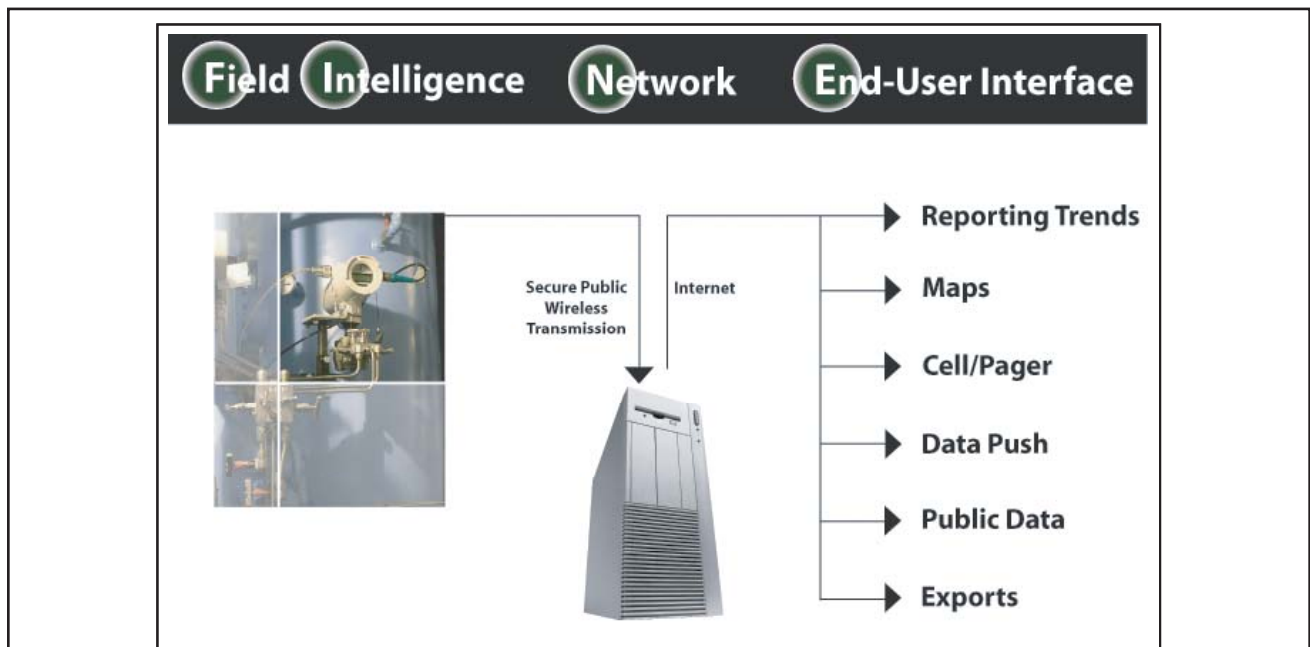 Field Intelligence Network End-User Interface
Secure Public
Wireless
Transmission
Internet
Reporting Trends
Maps
Cell/Pager
Data Push
Public Data
Exports